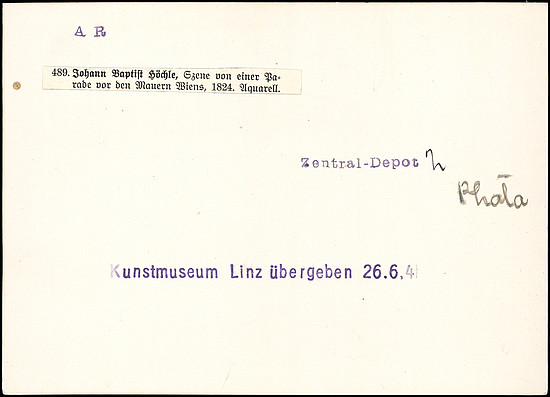 A R
489. Johann Baptist Höchle, Szene von einer Pa-
rade vor den Mauern Wiens, 1824. Aquarell.
Zentral-Depot
Kunstmuseum Linz übergeben 26.6.4